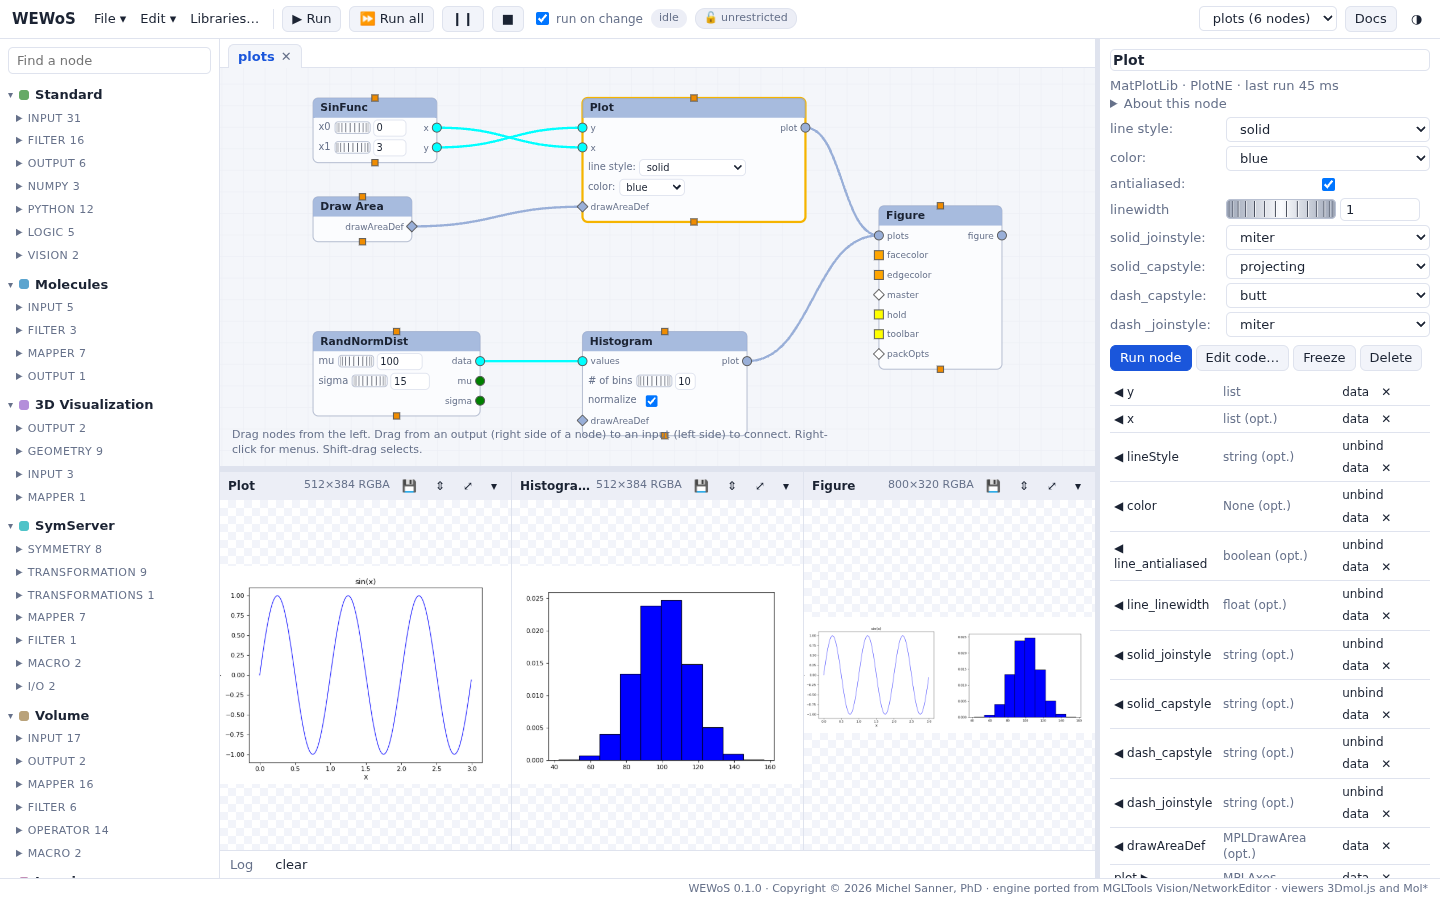 WEWoS File ▾ Edit ▾ Libraries… ▶ Run ⏩ Run all ❙❙ ■ run on change idle 🔓 unrestricted plots (6 nodes) Docs ◑
Find a node
▾ Standard
▶ INPUT 31
▶ FILTER 16
▶ OUTPUT 6
▶ NUMPY 3
▶ PYTHON 12
▶ LOGIC 5
▶ VISION 2
▾ Molecules
▶ INPUT 5
▶ FILTER 3
▶ MAPPER 7
▶ OUTPUT 1
▾ 3D Visualization
▶ OUTPUT 2
▶ GEOMETRY 9
▶ INPUT 3
▶ MAPPER 1
▾ SymServer
▶ SYMMETRY 8
▶ TRANSFORMATION 9
▶ TRANSFORMATIONS 1
▶ MAPPER 7
▶ FILTER 1
▶ MACRO 2
▶ I/O 2
▾ Volume
▶ INPUT 17
▶ OUTPUT 2
▶ MAPPER 16
▶ FILTER 6
▶ OPERATOR 14
▶ MACRO 2
plots ✕
SinFunc
x0 0 x
x1 3 y
Draw Area
drawAreaDef
Plot
y plot
x
line style: solid
color: blue
drawAreaDef
Figure
plots figure
facecolor
edgecolor
master
hold
toolbar
packOpts
RandNormDist
mu 100 data
sigma 15 mu
sigma
Histogram
values plot
# of bins 10
normalize
drawAreaDef
Drag nodes from the left. Drag from an output (right side of a node) to an input (left side) to connect. Right-
click for menus. Shift-drag selects.
Plot 512×384 RGBA 💾 ⇕ ⤢ ▾
sin(x)
1.00
0.75
0.50
0.25
0.00
−0.25
−0.50
−0.75
−1.00
0.0 0.5 1.0 1.5 2.0 2.5 3.0
x
Histogra… 512×384 RGBA 💾 ⇕ ⤢ ▾
0.025
0.020
0.015
0.010
0.005
0.000
40 60 80 100 120 140 160
Figure 800×320 RGBA 💾 ⇕ ⤢ ▾
Log clear
Plot
MatPlotLib · PlotNE · last run 45 ms
▶ About this node
line style: solid
color: blue
antialiased:
linewidth 1
solid_joinstyle: miter
solid_capstyle: projecting
dash_capstyle: butt
dash _joinstyle: miter
Run node Edit code… Freeze Delete
◀ y list data ✕
◀ x list (opt.) data ✕
◀ lineStyle string (opt.) unbind
data ✕
◀ color None (opt.) unbind
data ✕
◀ line_antialiased boolean (opt.) unbind
data ✕
◀ line_linewidth float (opt.) unbind
data ✕
◀ solid_joinstyle string (opt.) unbind
data ✕
◀ solid_capstyle string (opt.) unbind
data ✕
◀ dash_capstyle string (opt.) unbind
data ✕
◀ dash_joinstyle string (opt.) unbind
data ✕
◀ drawAreaDef MPLDrawArea (opt.) data ✕
plot ▶ MPLAxes data ✕
WEWoS 0.1.0 · Copyright © 2026 Michel Sanner, PhD · engine ported from MGLTools Vision/NetworkEditor · viewers 3Dmol.js and Mol*